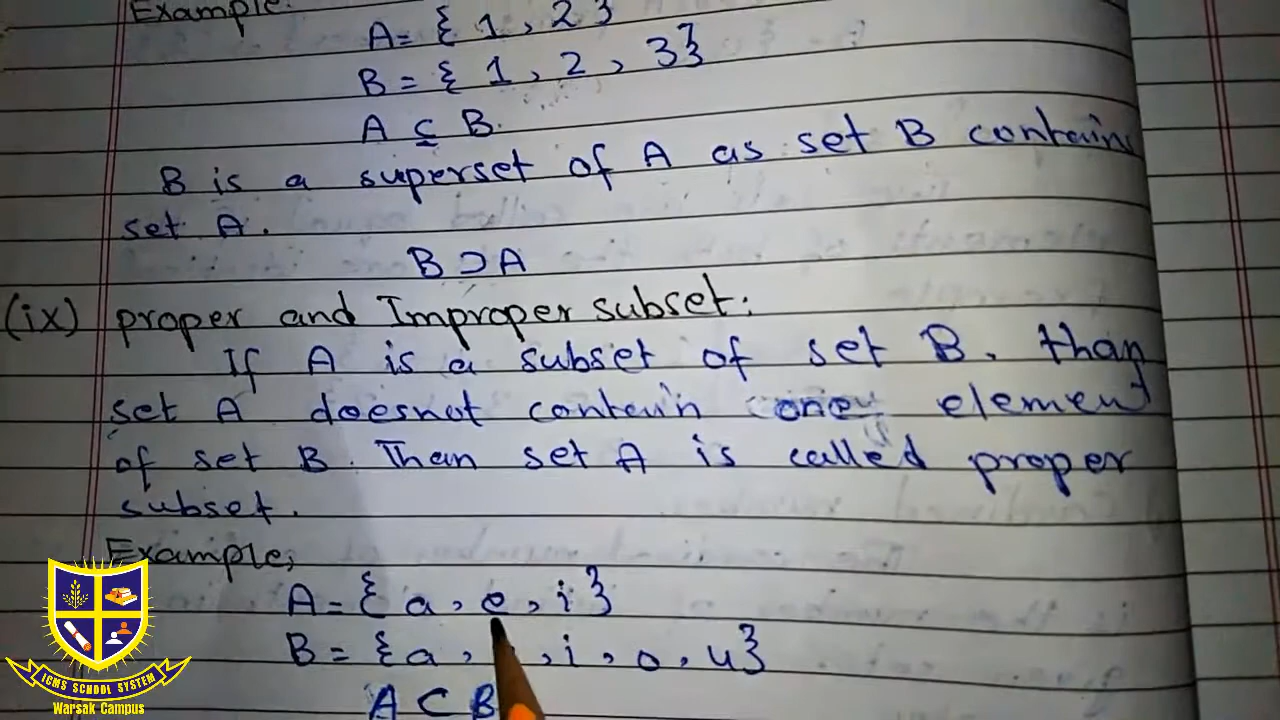 Example:
A = { 1 , 2 }
B = { 1 , 2 , 3 }
A ⊆ B.
B is a superset of A as set B contains
set A.
B ⊃ A
(ix) proper and Improper subset:
If A is a subset of set B. than
set A doesnot contain one element
of set B. Than set A is called proper
subset.
Example;
A = { a , e , i }
B = { a , , i , o , u }
A ⊂ B
ICMS SCHOOL SYSTEM
Warsak Campus